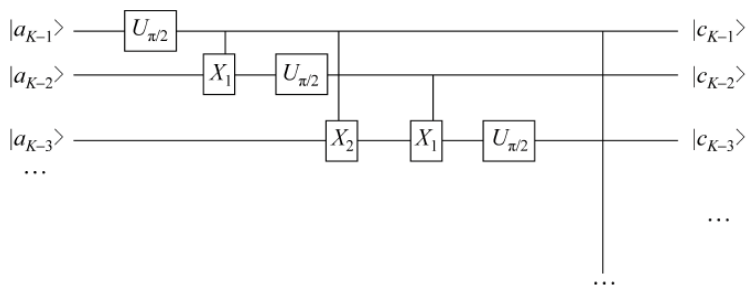 |a_{K−1}⟩ U_{π/2} |c_{K−1}⟩
|a_{K−2}⟩ X_1 U_{π/2} |c_{K−2}⟩
|a_{K−3}⟩ X_2 X_1 U_{π/2} |c_{K−3}⟩
...
...
...